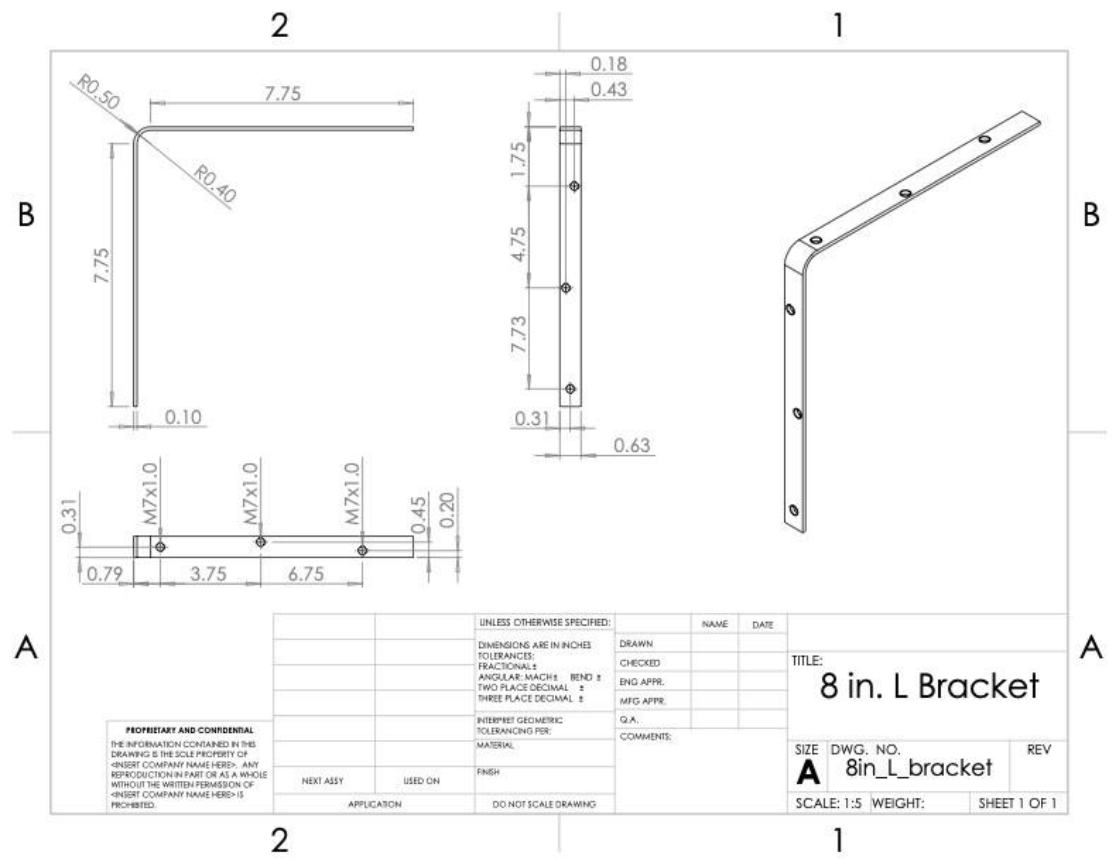 2
1
B
B
A
A
2
1
R0.50
7.75
R0.40
7.75
0.10
0.18
0.43
1.75
4.75
7.73
0.31
0.63
M7x1.0
M7x1.0
M7x1.0
0.31
0.45
0.20
0.79
3.75
6.75
PROPRIETARY AND CONFIDENTIAL
THE INFORMATION CONTAINED IN THIS
DRAWING IS THE SOLE PROPERTY OF
<INSERT COMPANY NAME HERE>. ANY
REPRODUCTION IN PART OR AS A WHOLE
WITHOUT THE WRITTEN PERMISSION OF
<INSERT COMPANY NAME HERE> IS
PROHIBITED.
NEXT ASSY
USED ON
APPLICATION
UNLESS OTHERWISE SPECIFIED:
DIMENSIONS ARE IN INCHES
TOLERANCES:
FRACTIONAL ±
ANGULAR: MACH ± BEND ±
TWO PLACE DECIMAL ±
THREE PLACE DECIMAL ±
INTERPRET GEOMETRIC
TOLERANCING PER:
MATERIAL
FINISH
DO NOT SCALE DRAWING
NAME
DATE
DRAWN
CHECKED
ENG APPR.
MFG APPR.
Q.A.
COMMENTS:
TITLE:
8 in. L Bracket
SIZE
A
DWG. NO.
8in_L_bracket
REV
SCALE: 1:5
WEIGHT:
SHEET 1 OF 1